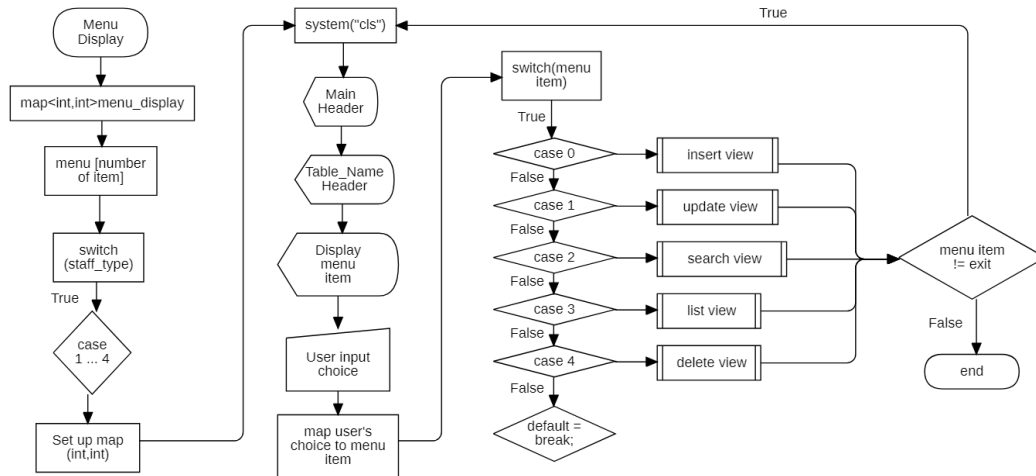 Menu
Display
map<int,int>menu_display
menu [number
of item]
switch
(staff_type)
True
case
1 ... 4
Set up map
(int,int)
system("cls")
Main
Header
Table_Name
Header
Display
menu
item
User input
choice
map user's
choice to menu
item
switch(menu
item)
True
case 0
insert view
False
case 1
update view
False
case 2
search view
False
case 3
list view
False
case 4
delete view
False
default =
break;
True
menu item
!= exit
False
end